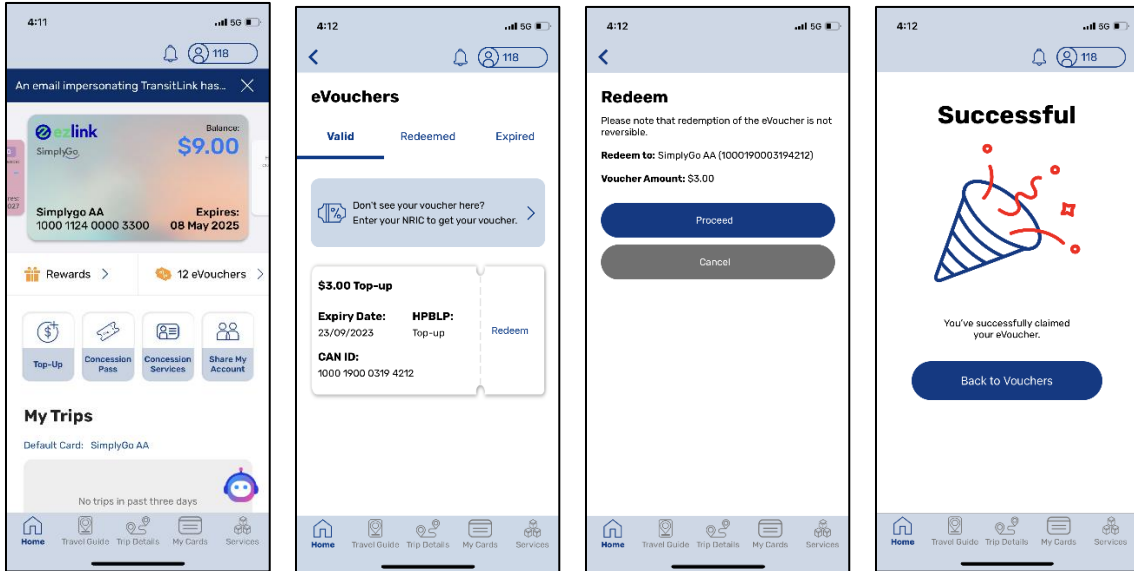 4:11
5G
118
An email impersonating TransitLink has...
ezlink
Balance:
SimplyGo
$9.00
Simplygo AA
Expires:
1000 1124 0000 3300
08 May 2025
Rewards
12 eVouchers
Top-Up
Concession Pass
Concession Services
Share My Account
My Trips
Default Card: SimplyGo AA
No trips in past three days
Home
Travel Guide
Trip Details
My Cards
Services
4:12
5G
118
eVouchers
Valid
Redeemed
Expired
Don't see your voucher here?
Enter your NRIC to get your voucher.
$3.00 Top-up
Expiry Date:
HPBLP:
23/09/2023
Top-up
Redeem
CAN ID:
1000 1900 0319 4212
Home
Travel Guide
Trip Details
My Cards
Services
4:12
5G
Redeem
Please note that redemption of the eVoucher is not
reversible.
Redeem to: SimplyGo AA (1000190003194212)
Voucher Amount: $3.00
Proceed
Cancel
Home
Travel Guide
Trip Details
My Cards
Services
4:12
5G
118
Successful
You've successfully claimed
your eVoucher.
Back to Vouchers
Home
Travel Guide
Trip Details
My Cards
Services